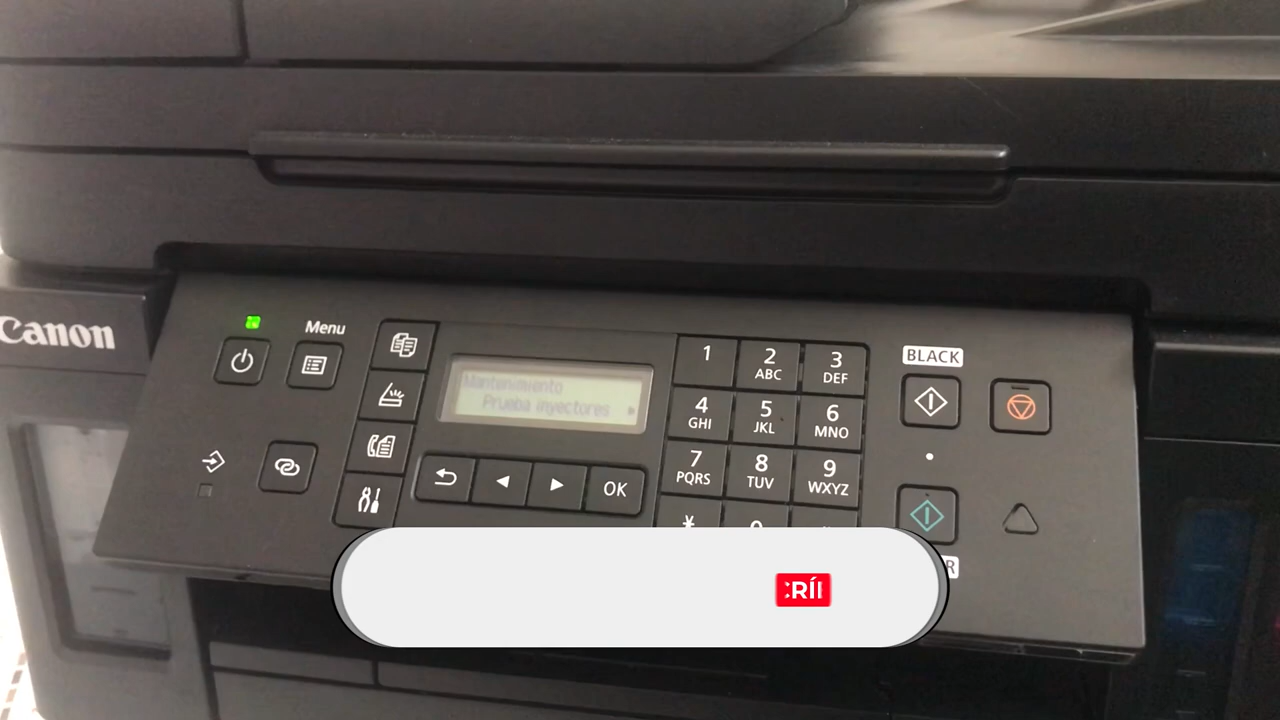 Canon
Menu
Mantenimiento
Prueba inyectores
OK
1
2
ABC
3
DEF
4
GHI
5
JKL
6
MNO
7
PQRS
8
TUV
9
WXYZ
*
BLACK
RÍ